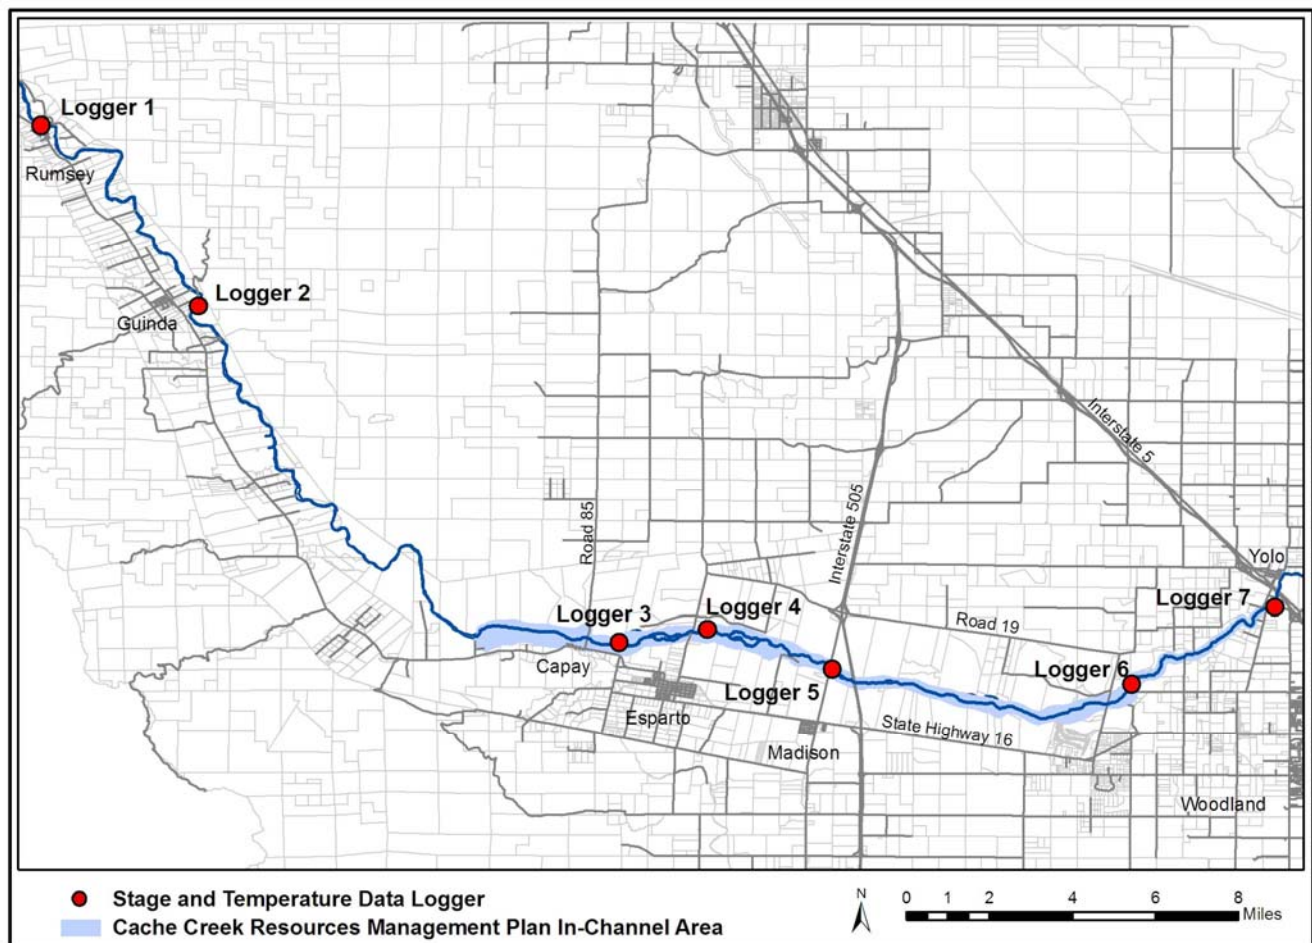 Logger 1
Rumsey
Logger 2
Guinda
Interstate 5
Road 85
Interstate 505
Yolo
Logger 3
Logger 4
Logger 7
Road 19
Capay
Logger 6
Logger 5
Esparto
State Highway 16
Madison
Woodland
Stage and Temperature Data Logger
Cache Creek Resources Management Plan In-Channel Area
N
0 1 2 4 6 8
Miles